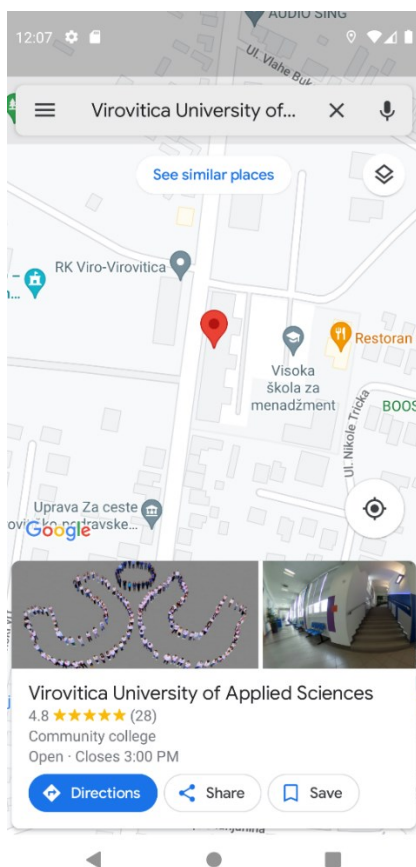 AUDIO SING
12:07
Ul. Vlahe Buk
Virovitica University of...
See similar places
RK Viro-Virovitica
Restoran
Visoka
škola za
menadžment
BOOS
Ul. Nikole Tricka
Uprava Za ceste
Google
Virovitica University of Applied Sciences
4.8 ★★★★★ (28)
Community college
Open · Closes 3:00 PM
Directions
Share
Save